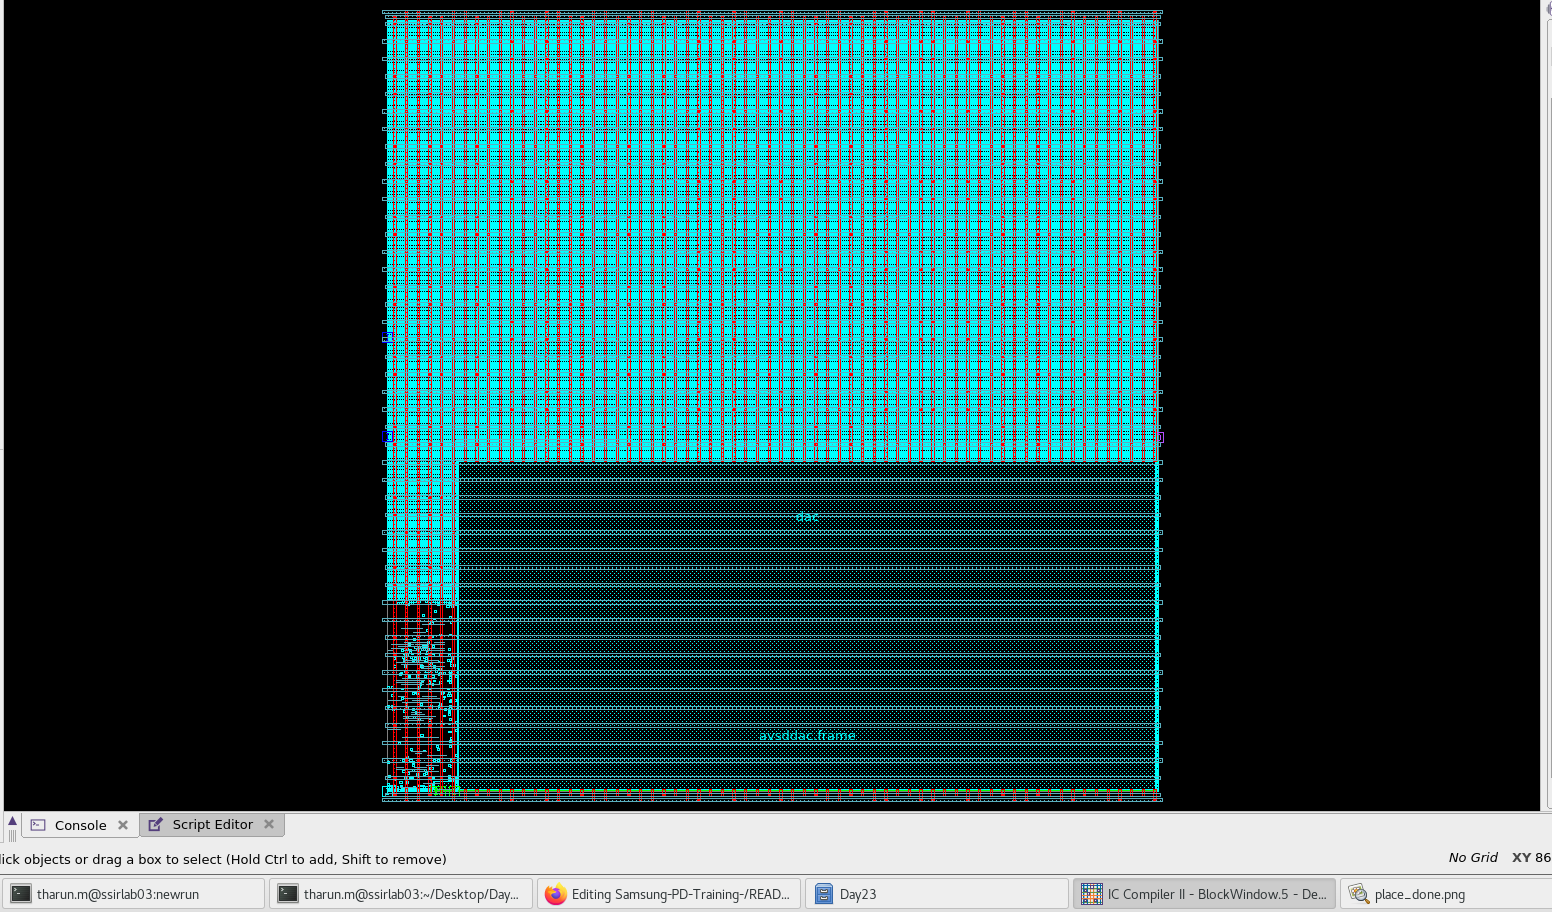 dac
avsddac.frame
Console
Script Editor
lick objects or drag a box to select (Hold Ctrl to add, Shift to remove)
No Grid XY 86
tharun.m@ssirlab03:newrun
tharun.m@ssirlab03:~/Desktop/Day...
Editing Samsung-PD-Training-/READ...
Day23
IC Compiler II - BlockWindow.5 - De...
place_done.png